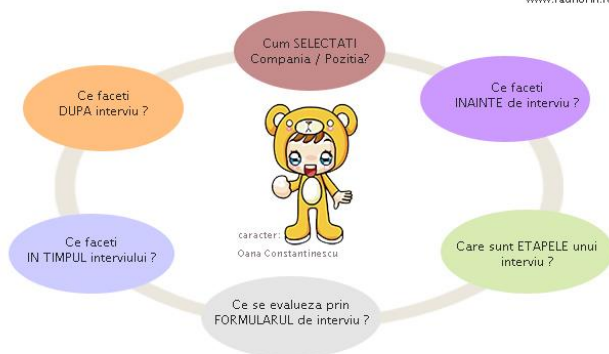 Cum SELECTATI
Compania / Pozitia?
Ce faceti
INAINTE de interviu ?
Care sunt ETAPELE unui
interviu ?
Ce se evalueza prin
FORMULARUL de interviu ?
Ce faceti
IN TIMPUL interviului ?
Ce faceti
DUPA interviu ?
caracter:
Oana Constantinescu